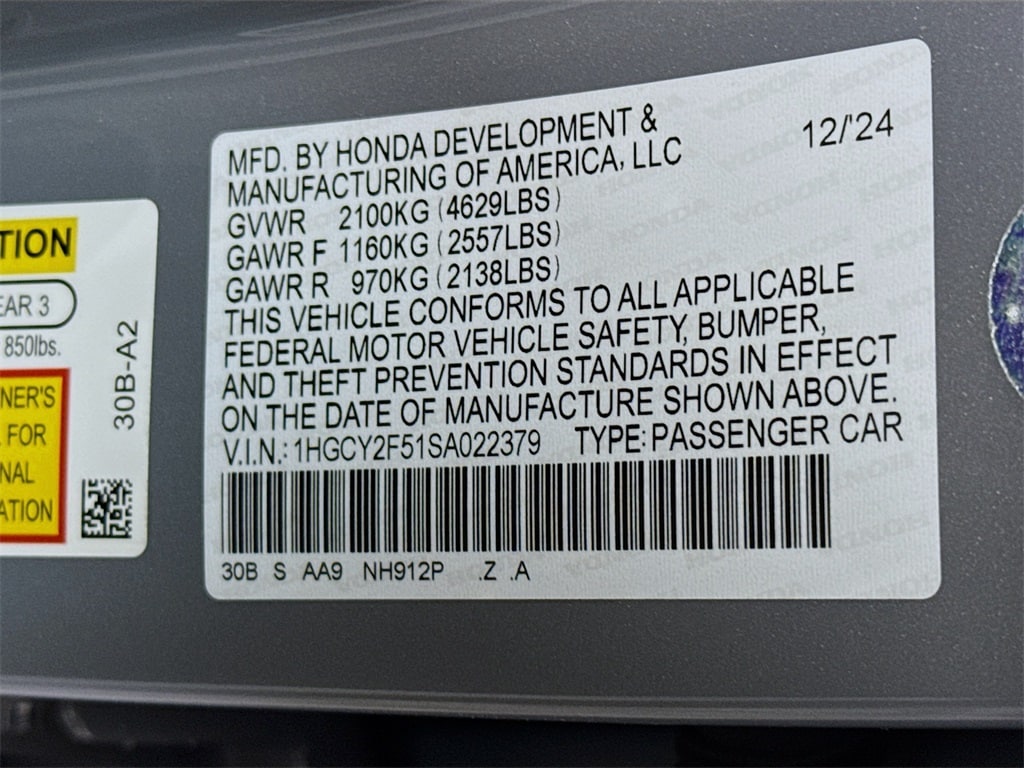 TION
EAR 3
850lbs.
NER'S
FOR
NAL
ATION
30B-A2
MFD. BY HONDA DEVELOPMENT &
MANUFACTURING OF AMERICA, LLC
12/'24
GVWR 2100KG (4629LBS)
GAWR F 1160KG (2557LBS)
GAWR R 970KG (2138LBS)
THIS VEHICLE CONFORMS TO ALL APPLICABLE
FEDERAL MOTOR VEHICLE SAFETY, BUMPER,
AND THEFT PREVENTION STANDARDS IN EFFECT
ON THE DATE OF MANUFACTURE SHOWN ABOVE.
V.I.N.: 1HGCY2F51SA022379 TYPE: PASSENGER CAR
30B S AA9 NH912P .Z .A